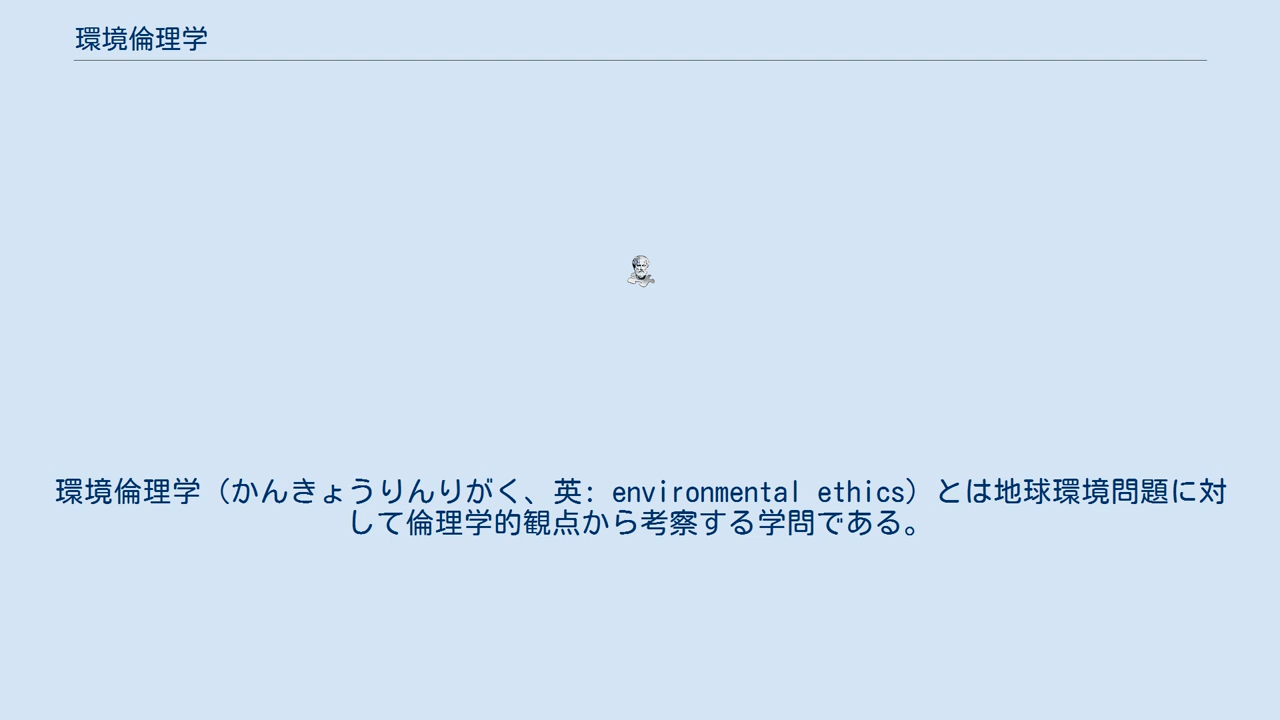 環境倫理学
環境倫理学（かんきょうりんりがく、英: environmental ethics）とは地球環境問題に対
して倫理学的観点から考察する学問である。